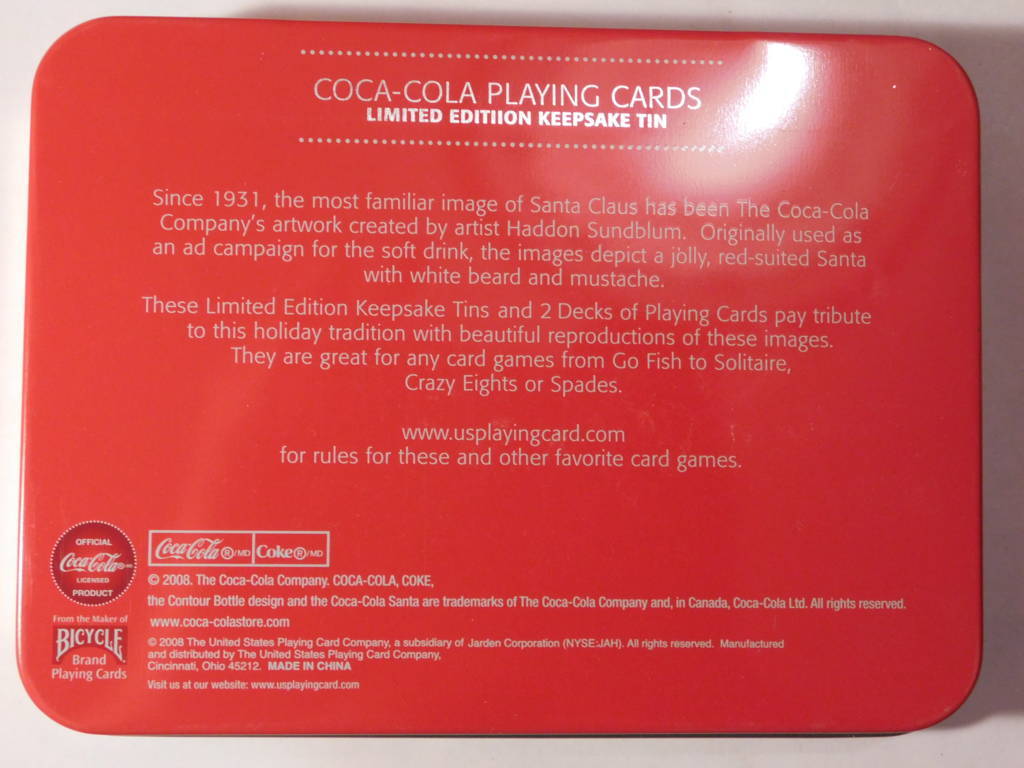 COCA-COLA PLAYING CARDS
LIMITED EDITIION KEEPSAKE TIN
Since 1931, the most familiar image of Santa Claus has been The Coca-Cola
Company's artwork created by artist Haddon Sundblum. Originally used as
an ad campaign for the soft drink, the images depict a jolly, red-suited Santa
with white beard and mustache.
These Limited Edition Keepsake Tins and 2 Decks of Playing Cards pay tribute
to this holiday tradition with beautiful reproductions of these images.
They are great for any card games from Go Fish to Solitaire,
Crazy Eights or Spades.
www.usplayingcard.com
for rules for these and other favorite card games.
Coca-Cola ®/MD Coke®/MD
© 2008. The Coca-Cola Company. COCA-COLA, COKE,
the Contour Bottle design and the Coca-Cola Santa are trademarks of The Coca-Cola Company and, in Canada, Coca-Cola Ltd. All rights reserved.
www.coca-colastore.com
OFFICIAL
Coca-Cola®
LICENSED
PRODUCT
From the Maker of
BICYCLE
Brand
Playing Cards
© 2008 The United States Playing Card Company, a subsidiary of Jarden Corporation (NYSE:JAH). All rights reserved. Manufactured
and distributed by The United States Playing Card Company,
Cincinnati, Ohio 45212. MADE IN CHINA
Visit us at our website: www.usplayingcard.com